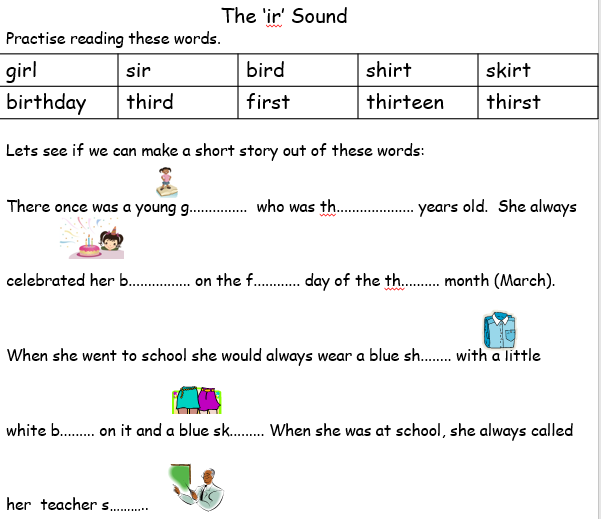 The ‘ir’ Sound
Practise reading these words.
girl sir bird shirt skirt
birthday third first thirteen thirst
Lets see if we can make a short story out of these words:
There once was a young g............... who was th.................... years old. She always
celebrated her b................ on the f............ day of the th.......... month (March).
When she went to school she would always wear a blue sh........ with a little
white b......... on it and a blue sk......... When she was at school, she always called
her teacher s...........